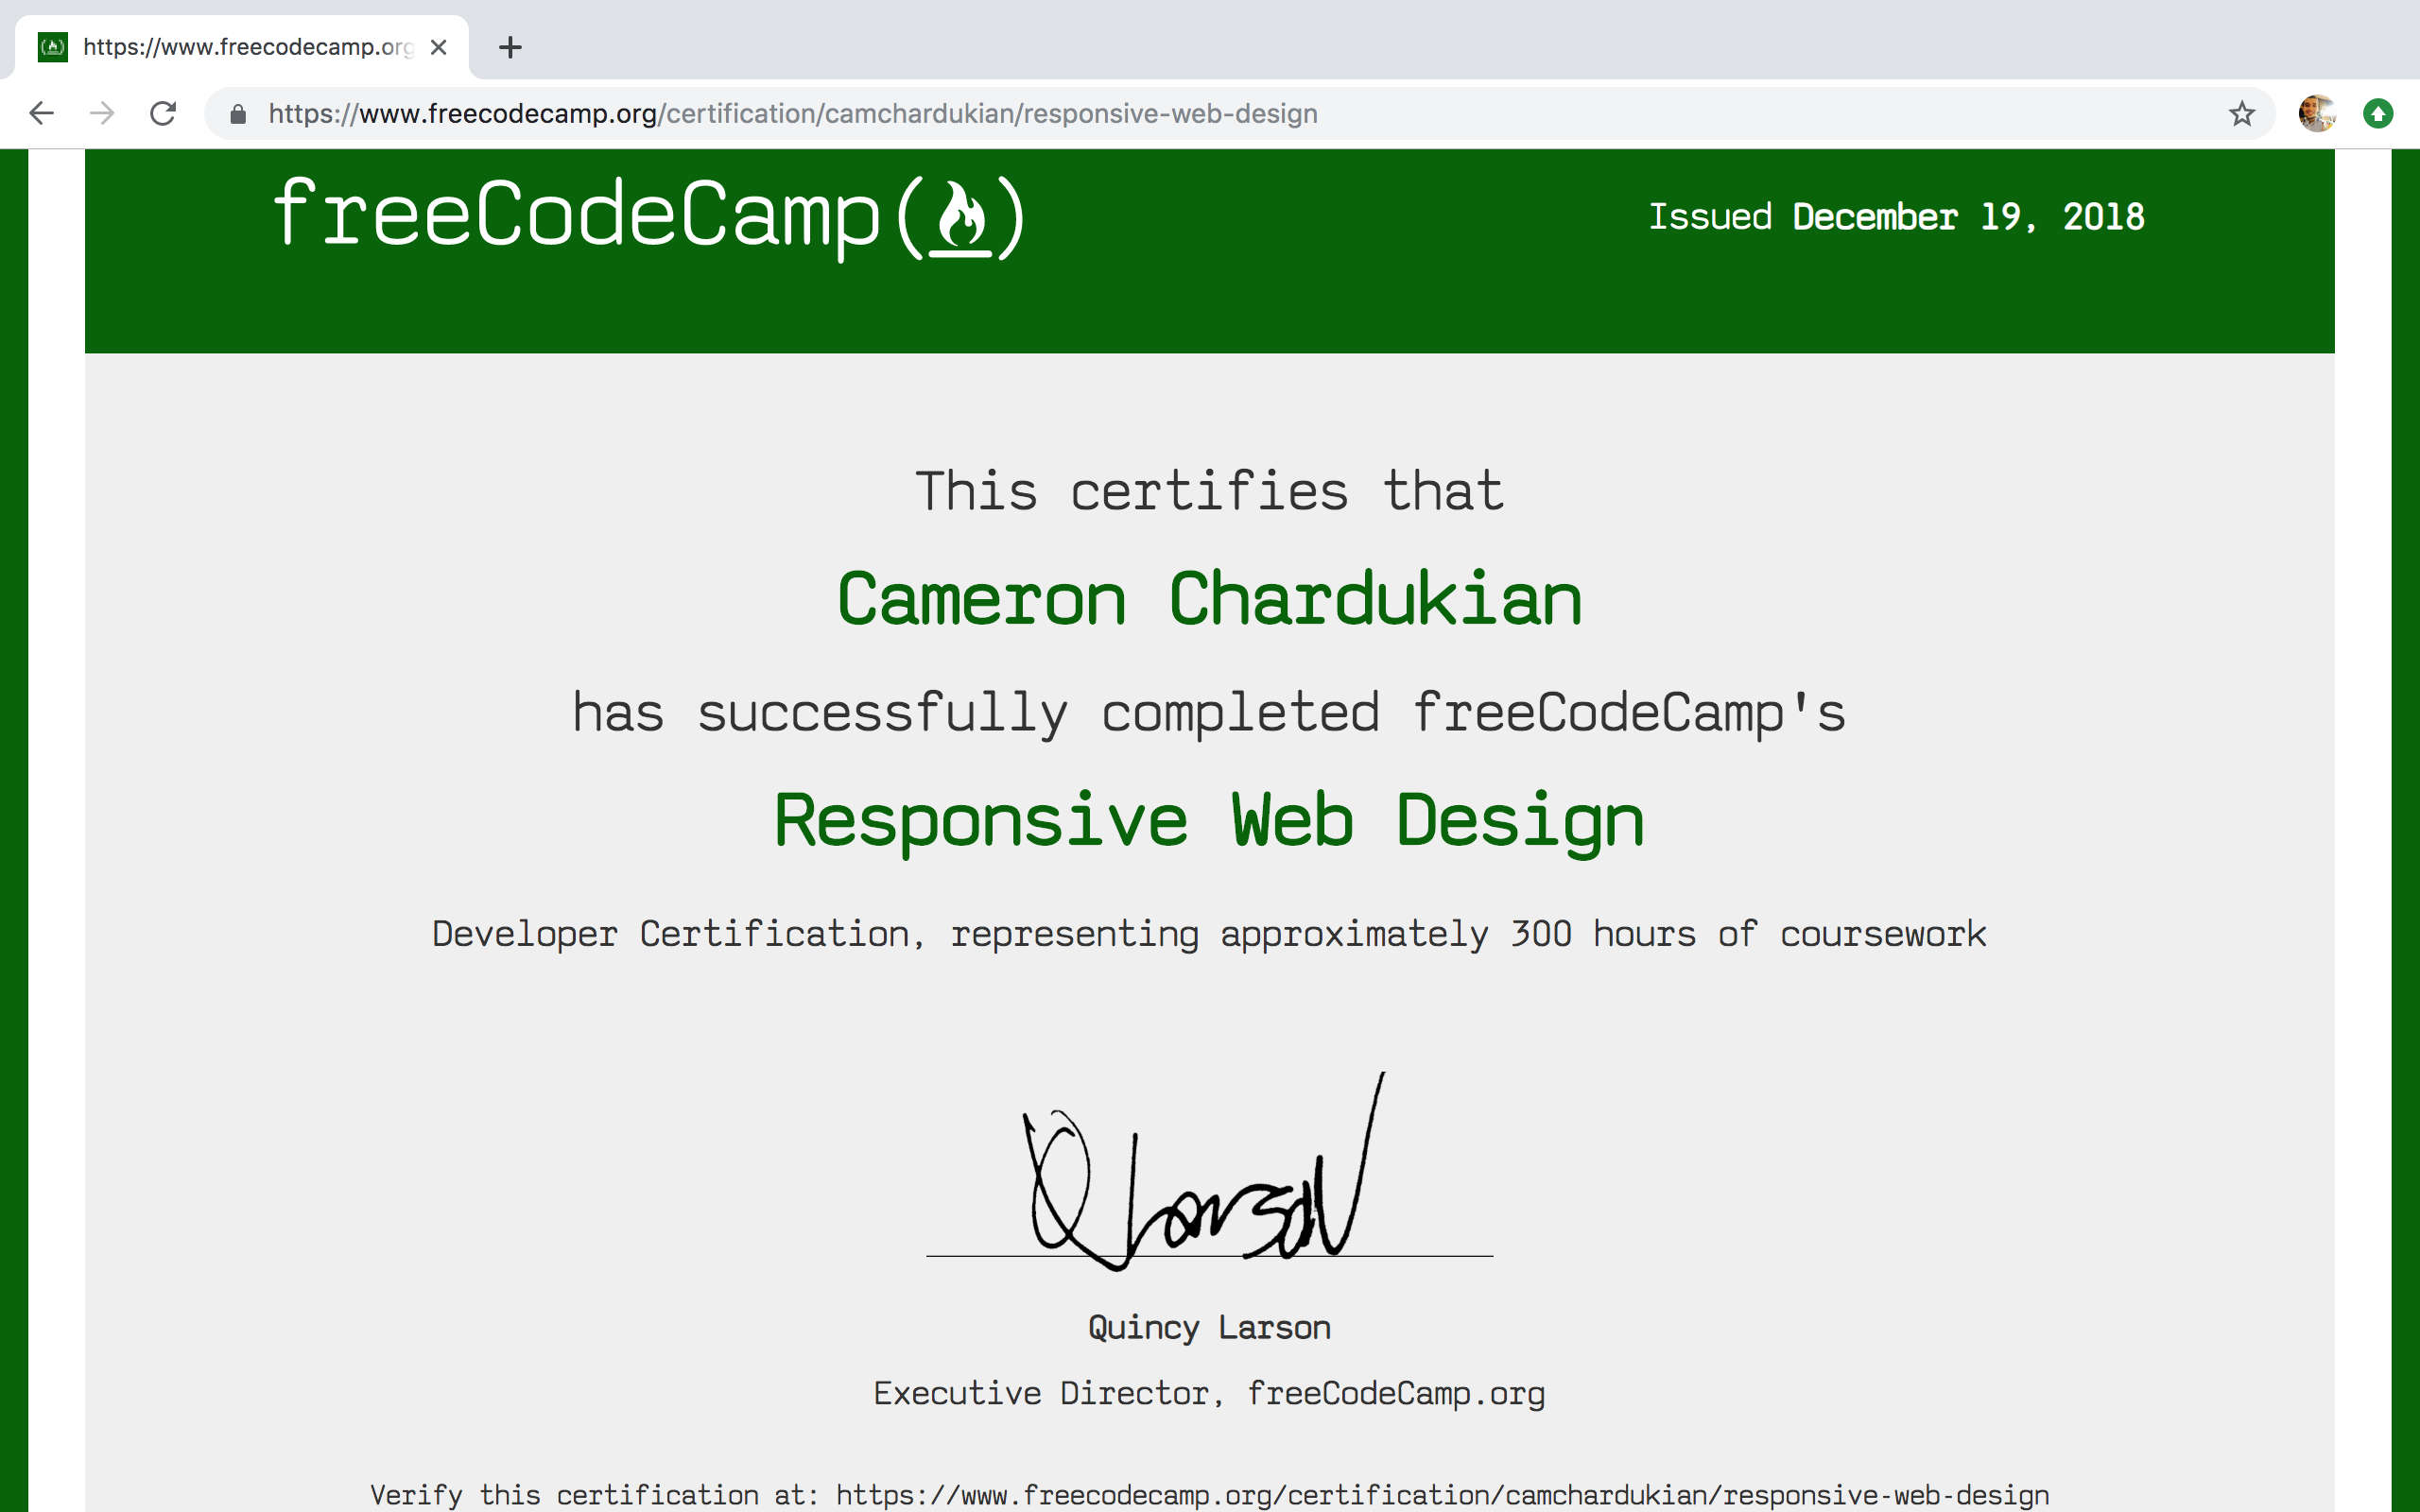 https://www.freecodecamp.org
https://www.freecodecamp.org/certification/camchardukian/responsive-web-design
freeCodeCamp
Issued December 19, 2018
This certifies that
Cameron Chardukian
has successfully completed freeCodeCamp's
Responsive Web Design
Developer Certification, representing approximately 300 hours of coursework
Q Larson
Quincy Larson
Executive Director, freeCodeCamp.org
Verify this certification at: https://www.freecodecamp.org/certification/camchardukian/responsive-web-design